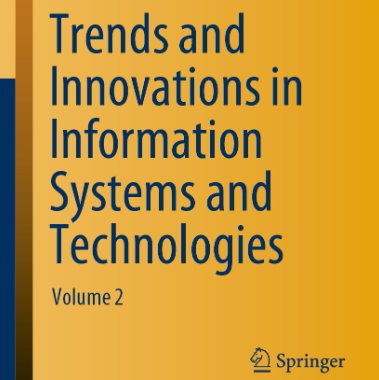 Trends and
Innovations in
Information
Systems and
Technologies
Volume 2
Springer